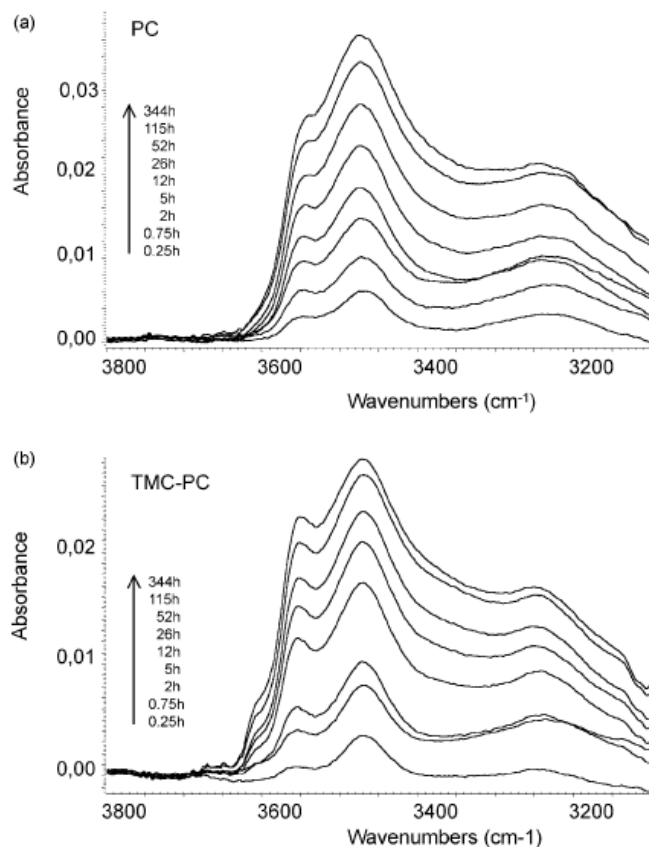 (a)
PC
Absorbance
0,03
0,02
0,01
0,00
344h
115h
52h
26h
12h
5h
2h
0.75h
0.25h
3800 3600 3400 3200
Wavenumbers (cm-1)
(b)
TMC-PC
Absorbance
0,02
0,01
0,00
344h
115h
52h
26h
12h
5h
2h
0.75h
0.25h
3800 3600 3400 3200
Wavenumbers (cm-1)